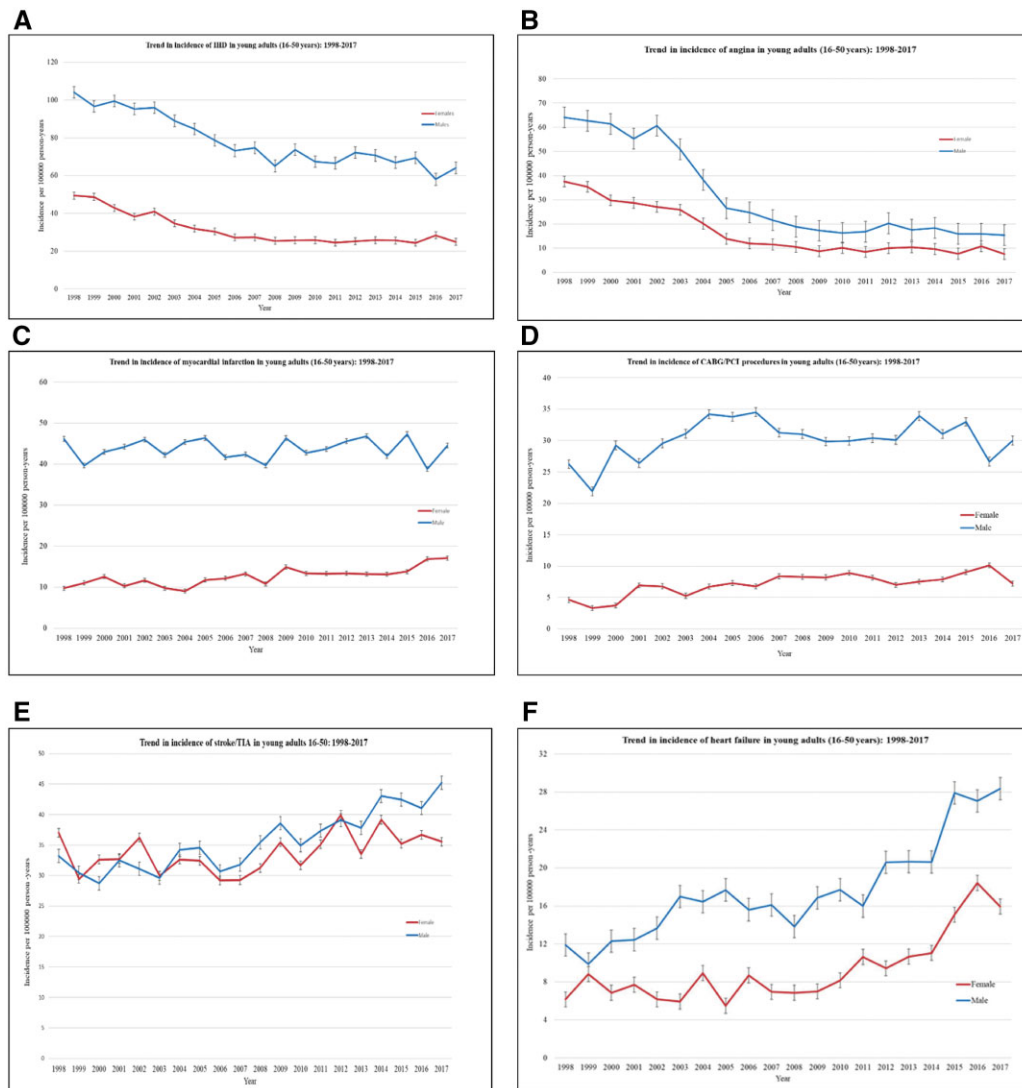 A
Trend in Incidence of IHD in young adults (16-50 years): 1998-2017
Incidence per 100000 person-years
120
100
80
60
40
20
0
Females
Males
1998 1999 2000 2001 2002 2003 2004 2005 2006 2007 2008 2009 2010 2011 2012 2013 2014 2015 2016 2017
Year
B
Trend in incidence of angina in young adults (16-50 years): 1998-2017
Incidence per 100000 person-years
80
70
60
50
40
30
20
10
0
Female
Male
1998 1999 2000 2001 2002 2003 2004 2005 2006 2007 2008 2009 2010 2011 2012 2013 2014 2015 2016 2017
Year
C
Trend in incidence of myocardial infarction in young adults (16-50 years): 1998-2017
Incidence per 100000 person-years
60
50
40
30
20
10
0
Female
Male
1998 1999 2000 2001 2002 2003 2004 2005 2006 2007 2008 2009 2010 2011 2012 2013 2014 2015 2016 2017
Year
D
Trend in incidence of CABG/PCI procedures in young adults (16-50 years): 1998-2017
Incidence per 100000 person-years
40
35
30
25
20
15
10
5
0
Female
Male
1998 1999 2000 2001 2002 2003 2004 2005 2006 2007 2008 2009 2010 2011 2012 2013 2014 2015 2016 2017
Year
E
Trend in incidence of stroke/TIA in young adults 16-50: 1998-2017
Incidence per 100000 person-years
50
45
40
35
30
25
20
15
10
5
0
Female
Male
1998 1999 2000 2001 2002 2003 2004 2005 2006 2007 2008 2009 2010 2011 2012 2013 2014 2015 2016 2017
Year
F
Trend in incidence of heart failure in young adults (16-50 years): 1998-2017
Incidence per 100000 person-years
32
28
24
20
16
12
8
4
0
Female
Male
1998 1999 2000 2001 2002 2003 2004 2005 2006 2007 2008 2009 2010 2011 2012 2013 2014 2015 2016 2017
Year